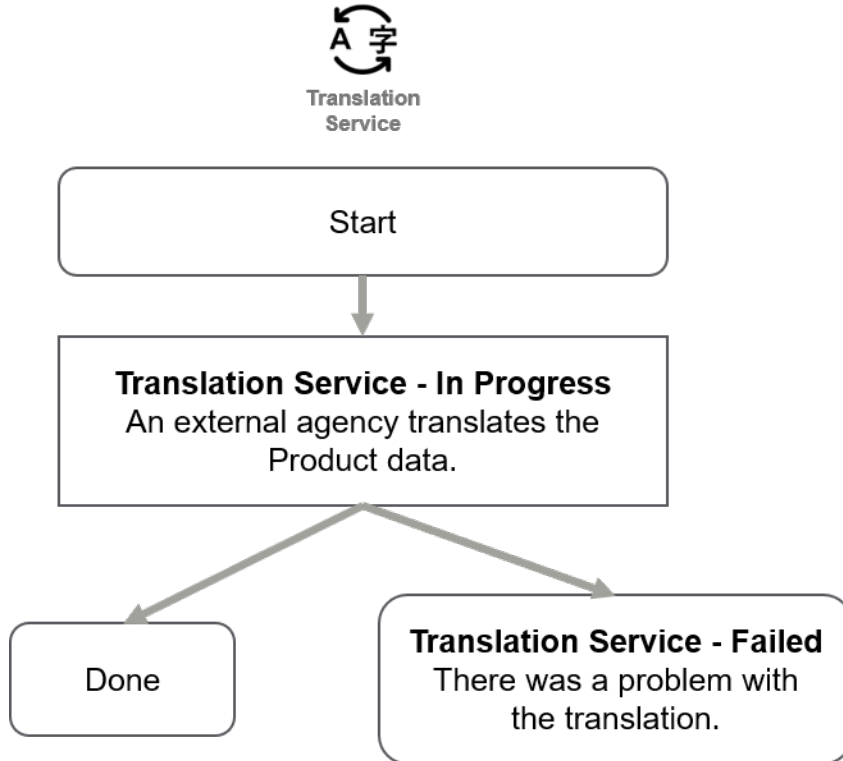 A 字
Translation
Service
Start
Translation Service - In Progress
An external agency translates the
Product data.
Done
Translation Service - Failed
There was a problem with
the translation.